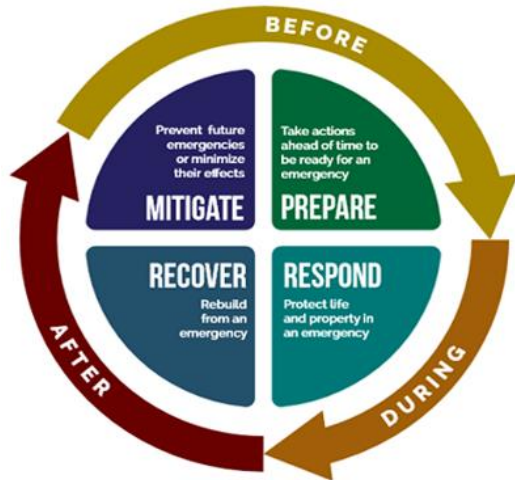 BEFORE
Prevent future
emergencies
or minimize
their effects
MITIGATE
Take actions
ahead of time to
be ready for an
emergency
PREPARE
RECOVER
Rebuild
from an
emergency
RESPOND
Protect life
and property in
an emergency
AFTER
DURING